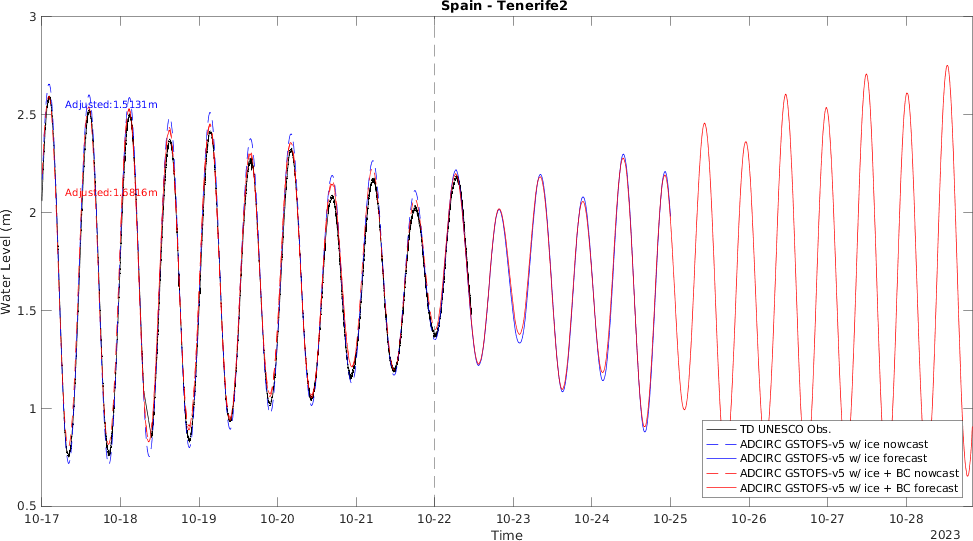 Spain - Tenerife2
3
2.5
2
1.5
1
0.5
Water Level (m)
Adjusted:1.5131m
Adjusted:1.6816m
TD UNESCO Obs.
ADCIRC GSTOFS-v5 w/ ice nowcast
ADCIRC GSTOFS-v5 w/ ice forecast
ADCIRC GSTOFS-v5 w/ ice + BC nowcast
ADCIRC GSTOFS-v5 w/ ice + BC forecast
10-17 10-18 10-19 10-20 10-21 10-22 10-23 10-24 10-25 10-26 10-27 10-28
Time
2023